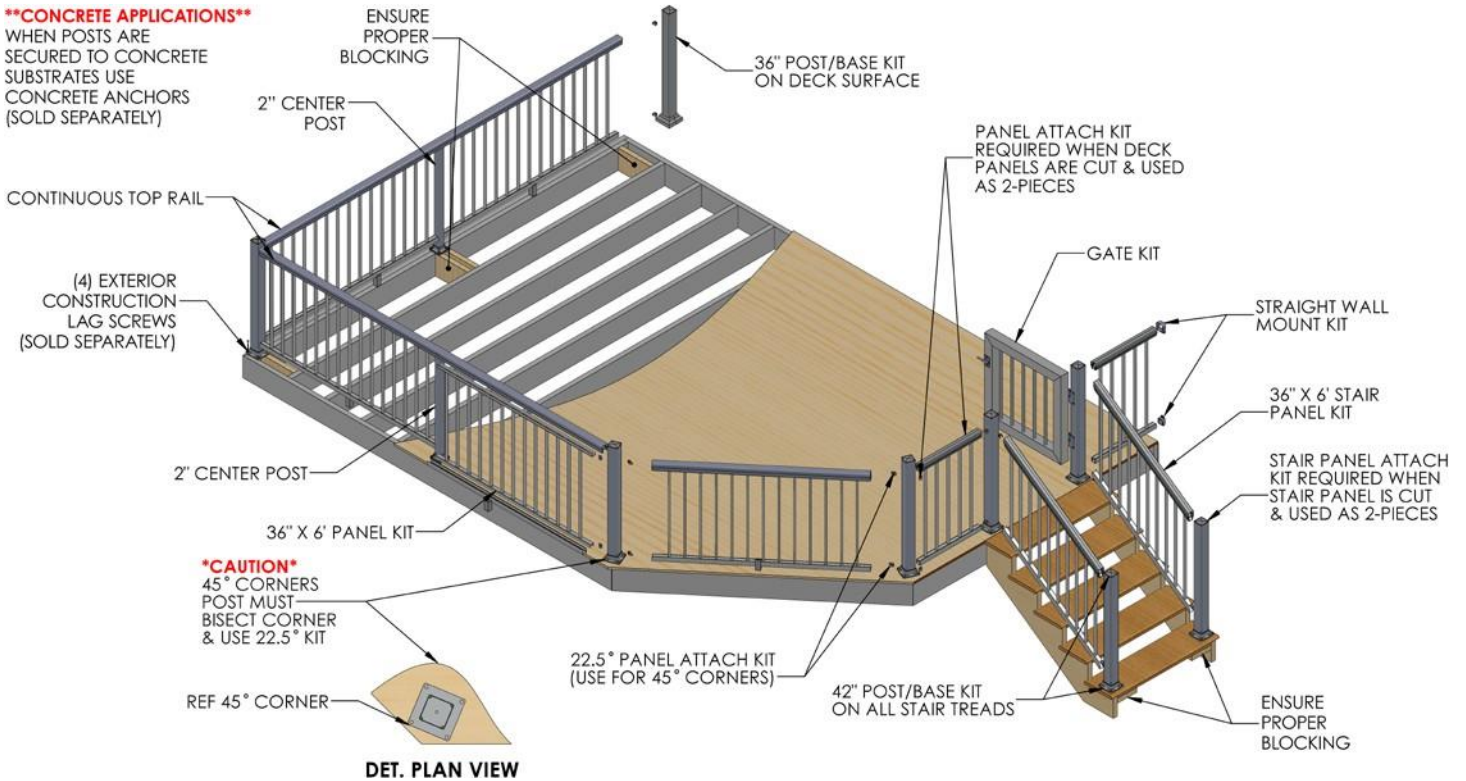 **CONCRETE APPLICATIONS**
WHEN POSTS ARE
SECURED TO CONCRETE
SUBSTRATES USE
CONCRETE ANCHORS
(SOLD SEPARATELY)
ENSURE
PROPER
BLOCKING
2" CENTER
POST
36" POST/BASE KIT
ON DECK SURFACE
PANEL ATTACH KIT
REQUIRED WHEN DECK
PANELS ARE CUT & USED
AS 2-PIECES
CONTINUOUS TOP RAIL
GATE KIT
(4) EXTERIOR
CONSTRUCTION
LAG SCREWS
(SOLD SEPARATELY)
STRAIGHT WALL
MOUNT KIT
36" X 6' STAIR
PANEL KIT
STAIR PANEL ATTACH
KIT REQUIRED WHEN
STAIR PANEL IS CUT
& USED AS 2-PIECES
2" CENTER POST
36" X 6' PANEL KIT
*CAUTION*
45° CORNERS
POST MUST
BISECT CORNER
& USE 22.5° KIT
22.5° PANEL ATTACH KIT
(USE FOR 45° CORNERS)
42" POST/BASE KIT
ON ALL STAIR TREADS
ENSURE
PROPER
BLOCKING
REF 45° CORNER
DET. PLAN VIEW